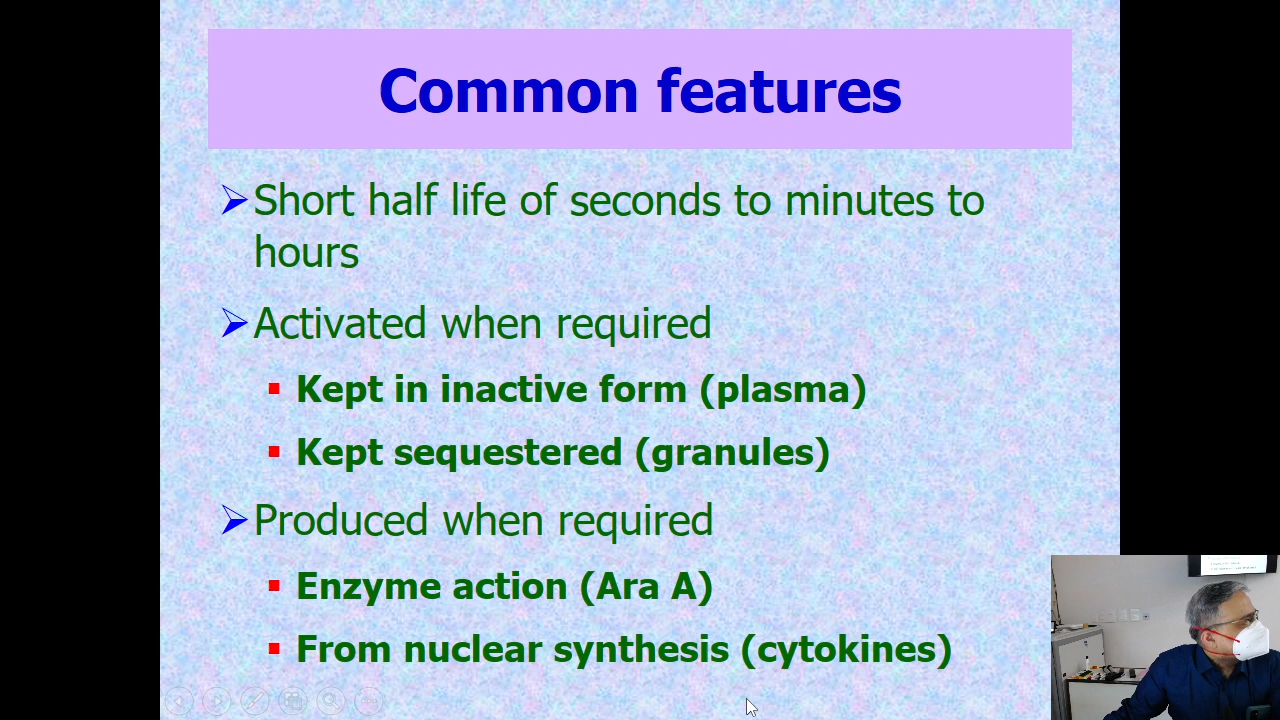 Common features
Short half life of seconds to minutes to
hours
Activated when required
Kept in inactive form (plasma)
Kept sequestered (granules)
Produced when required
Enzyme action (Ara A)
From nuclear synthesis (cytokines)